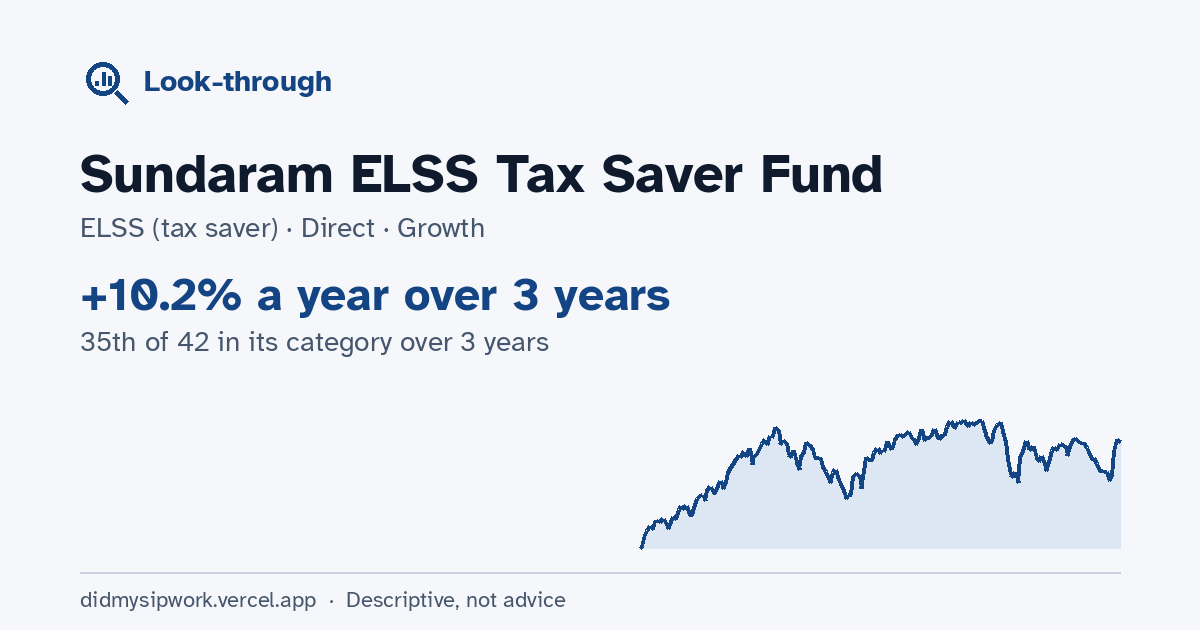 Look-through
Sundaram ELSS Tax Saver Fund
ELSS (tax saver) · Direct · Growth
+10.2% a year over 3 years
35th of 42 in its category over 3 years
didmysipwork.vercel.app · Descriptive, not advice